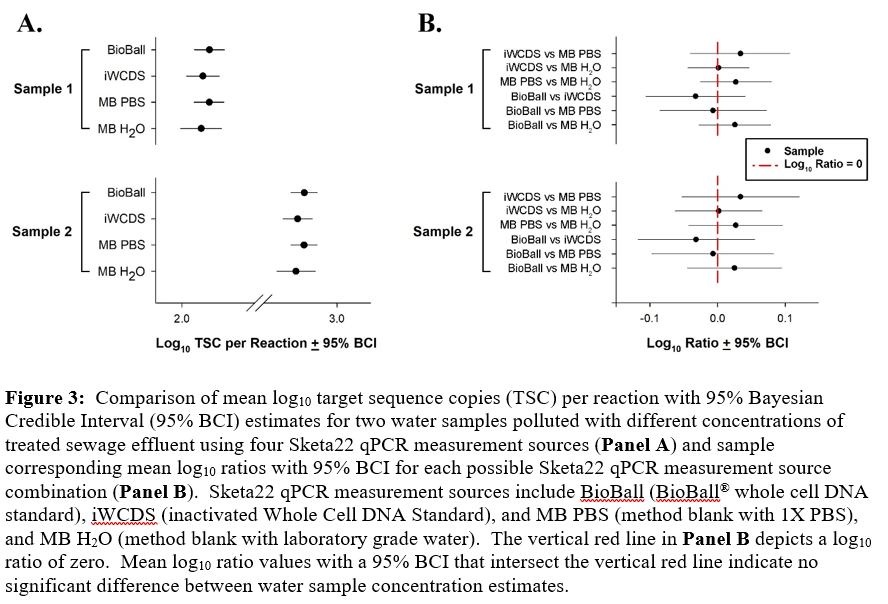 A.
BioBall
iWCDS
Sample 1
MB PBS
MB H2O
BioBall
iWCDS
Sample 2
MB PBS
MB H2O
2.0
3.0
Log10 TSC per Reaction ± 95% BCI
B.
iWCDS vs MB PBS
iWCDS vs MB H2O
MB PBS vs MB H2O
Sample 1
BioBall vs iWCDS
BioBall vs MB PBS
BioBall vs MB H2O
Sample
Log10 Ratio = 0
iWCDS vs MB PBS
iWCDS vs MB H2O
MB PBS vs MB H2O
Sample 2
BioBall vs iWCDS
BioBall vs MB PBS
BioBall vs MB H2O
-0.1
0.0
0.1
Log10 Ratio ± 95% BCI
Figure 3: Comparison of mean log10 target sequence copies (TSC) per reaction with 95% Bayesian
Credible Interval (95% BCI) estimates for two water samples polluted with different concentrations of
treated sewage effluent using four Sketa22 qPCR measurement sources (Panel A) and sample
corresponding mean log10 ratios with 95% BCI for each possible Sketa22 qPCR measurement source
combination (Panel B). Sketa22 qPCR measurement sources include BioBall (BioBall® whole cell DNA
standard), iWCDS (inactivated Whole Cell DNA Standard), and MB PBS (method blank with 1X PBS),
and MB H2O (method blank with laboratory grade water). The vertical red line in Panel B depicts a log10
ratio of zero. Mean log10 ratio values with a 95% BCI that intersect the vertical red line indicate no
significant difference between water sample concentration estimates.